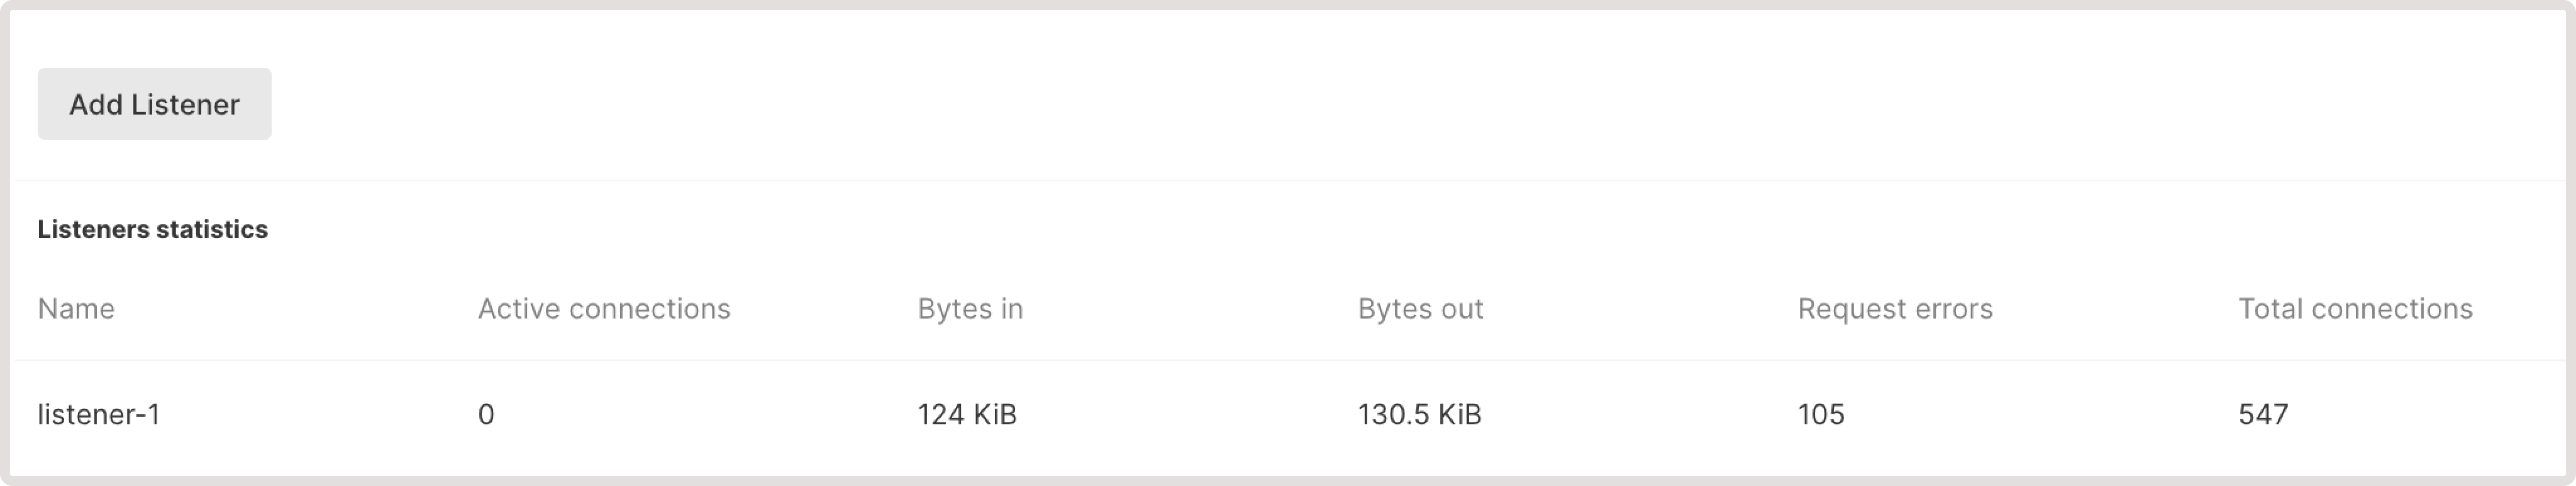 Add Listener
Listeners statistics
Name Active connections Bytes in Bytes out Request errors Total connections
listener-1 0 124 KiB 130.5 KiB 105 547